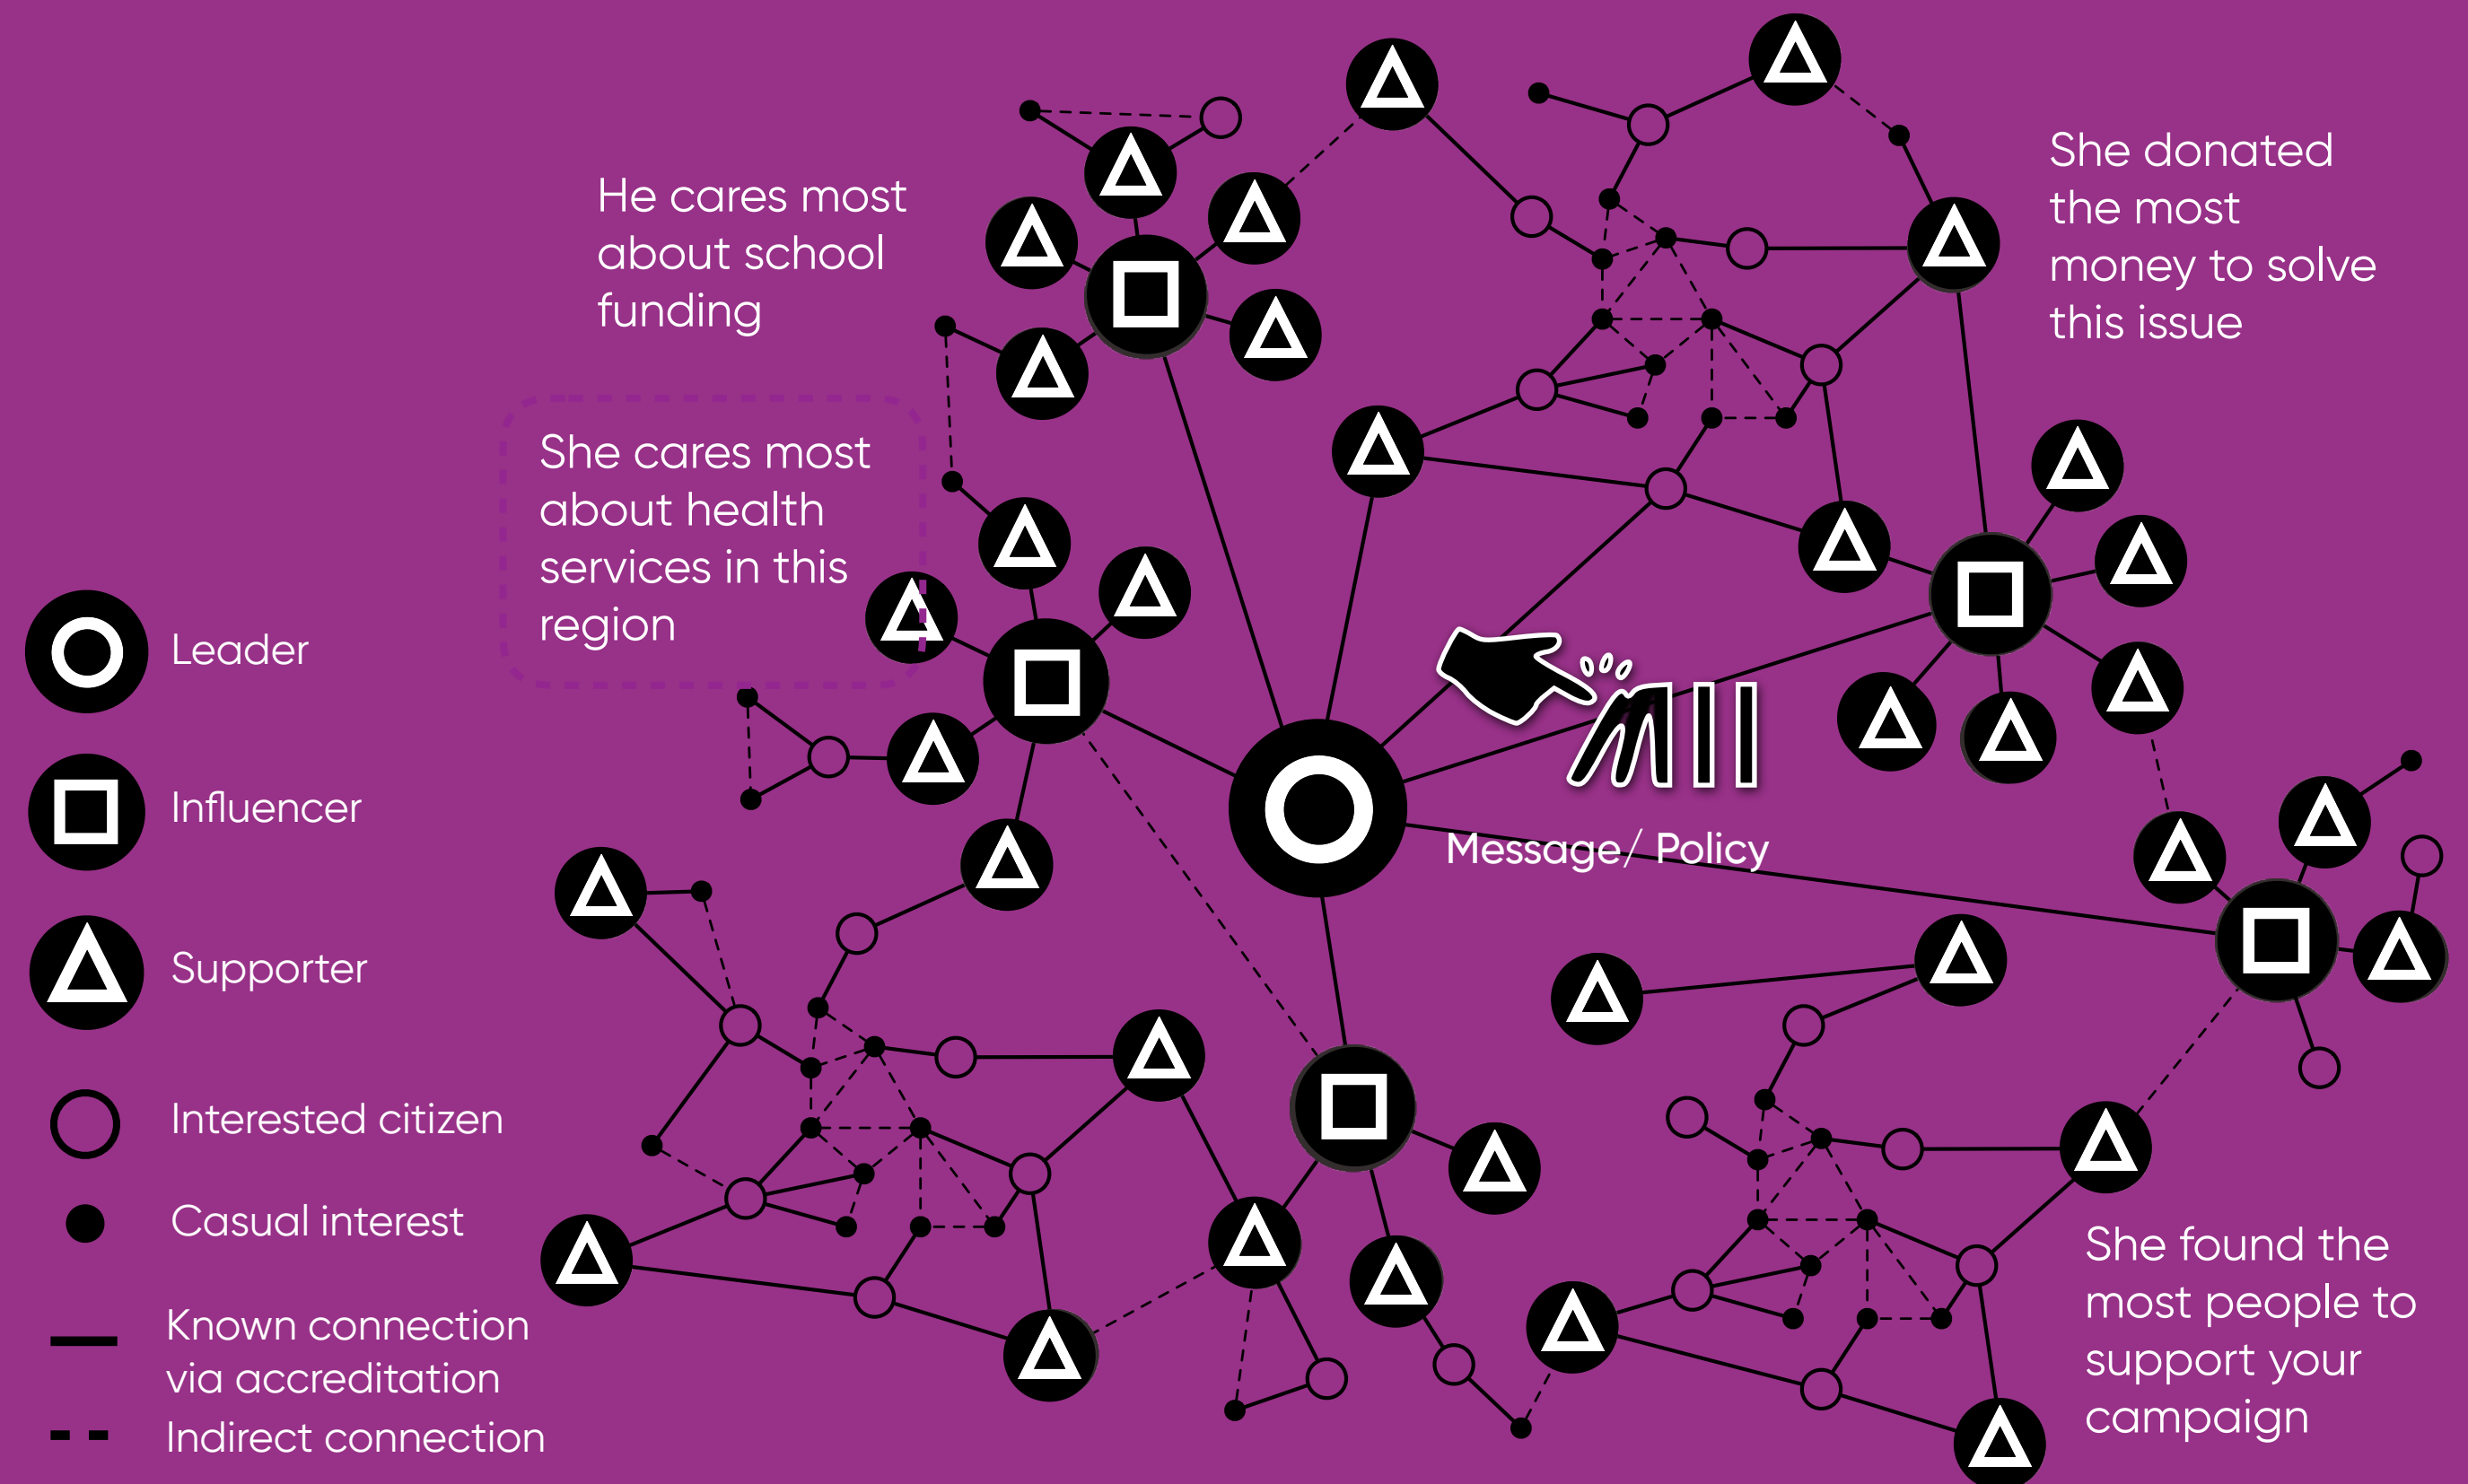 He cares most
about school
funding
She donated
the most
money to solve
this issue
She cares most
about health
services in this
region
Leader
Influencer
Supporter
Interested citizen
Casual interest
Known connection
via accreditation
Indirect connection
Message/ Policy
She found the
most people to
support your
campaign